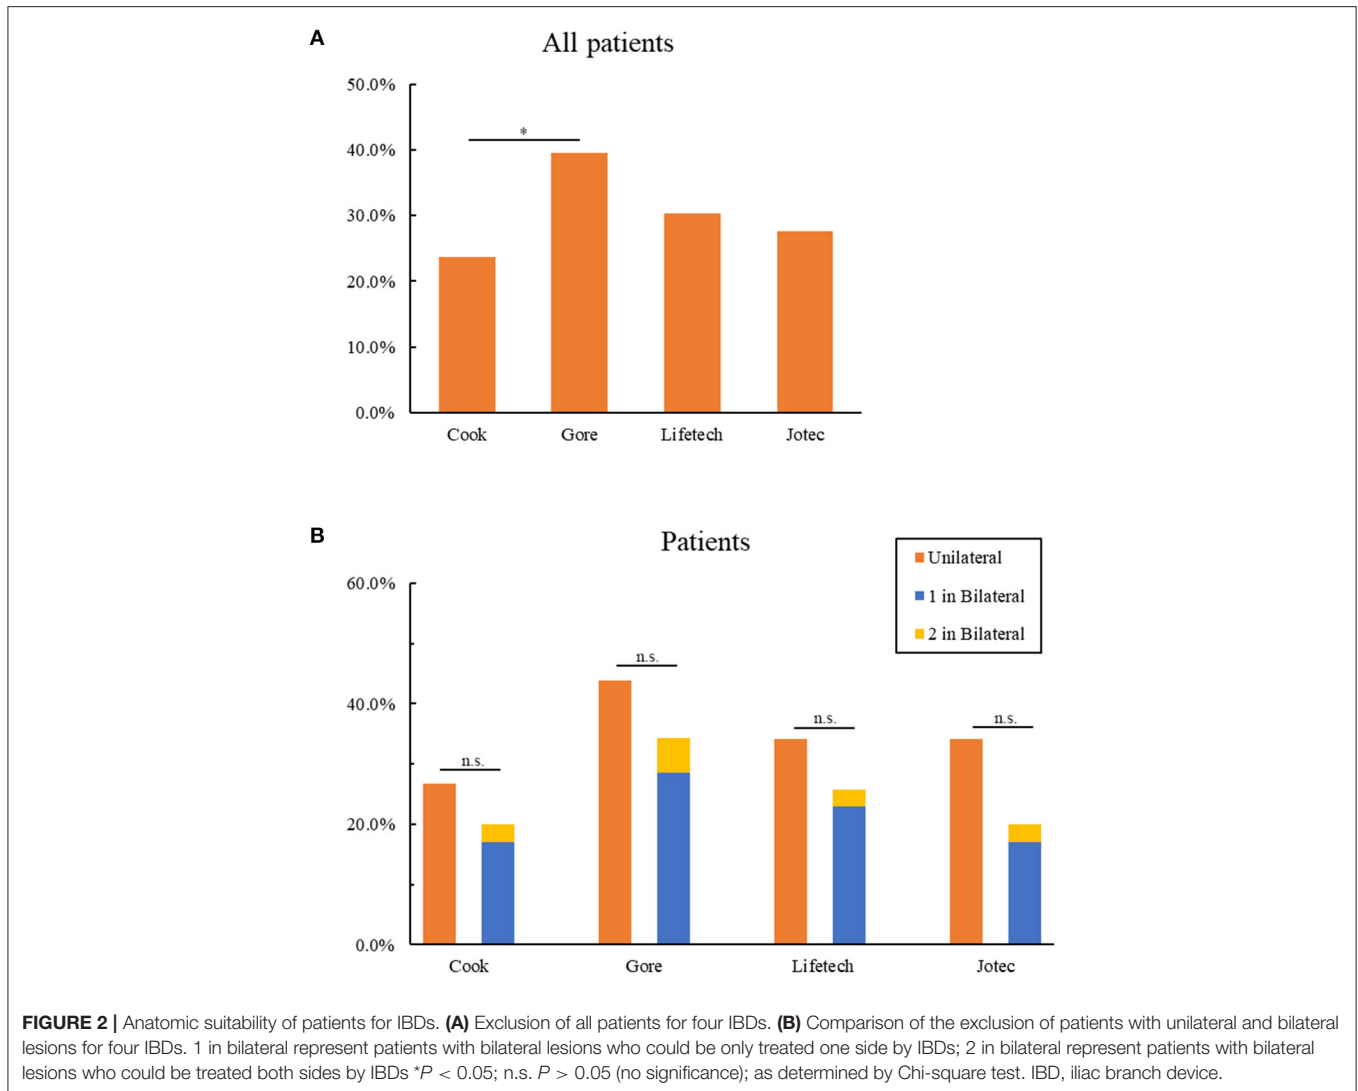 A
All patients
50.0%
40.0%
30.0%
20.0%
10.0%
0.0%
*
Cook Gore Lifetech Jotec
B
Patients
Unilateral
1 in Bilateral
2 in Bilateral
60.0%
40.0%
20.0%
0.0%
n.s.
n.s.
n.s.
n.s.
Cook Gore Lifetech Jotec
FIGURE 2 | Anatomic suitability of patients for IBDs. (A) Exclusion of all patients for four IBDs. (B) Comparison of the exclusion of patients with unilateral and bilateral
lesions for four IBDs. 1 in bilateral represent patients with bilateral lesions who could be only treated one side by IBDs; 2 in bilateral represent patients with bilateral
lesions who could be treated both sides by IBDs *P < 0.05; n.s. P > 0.05 (no significance); as determined by Chi-square test. IBD, iliac branch device.